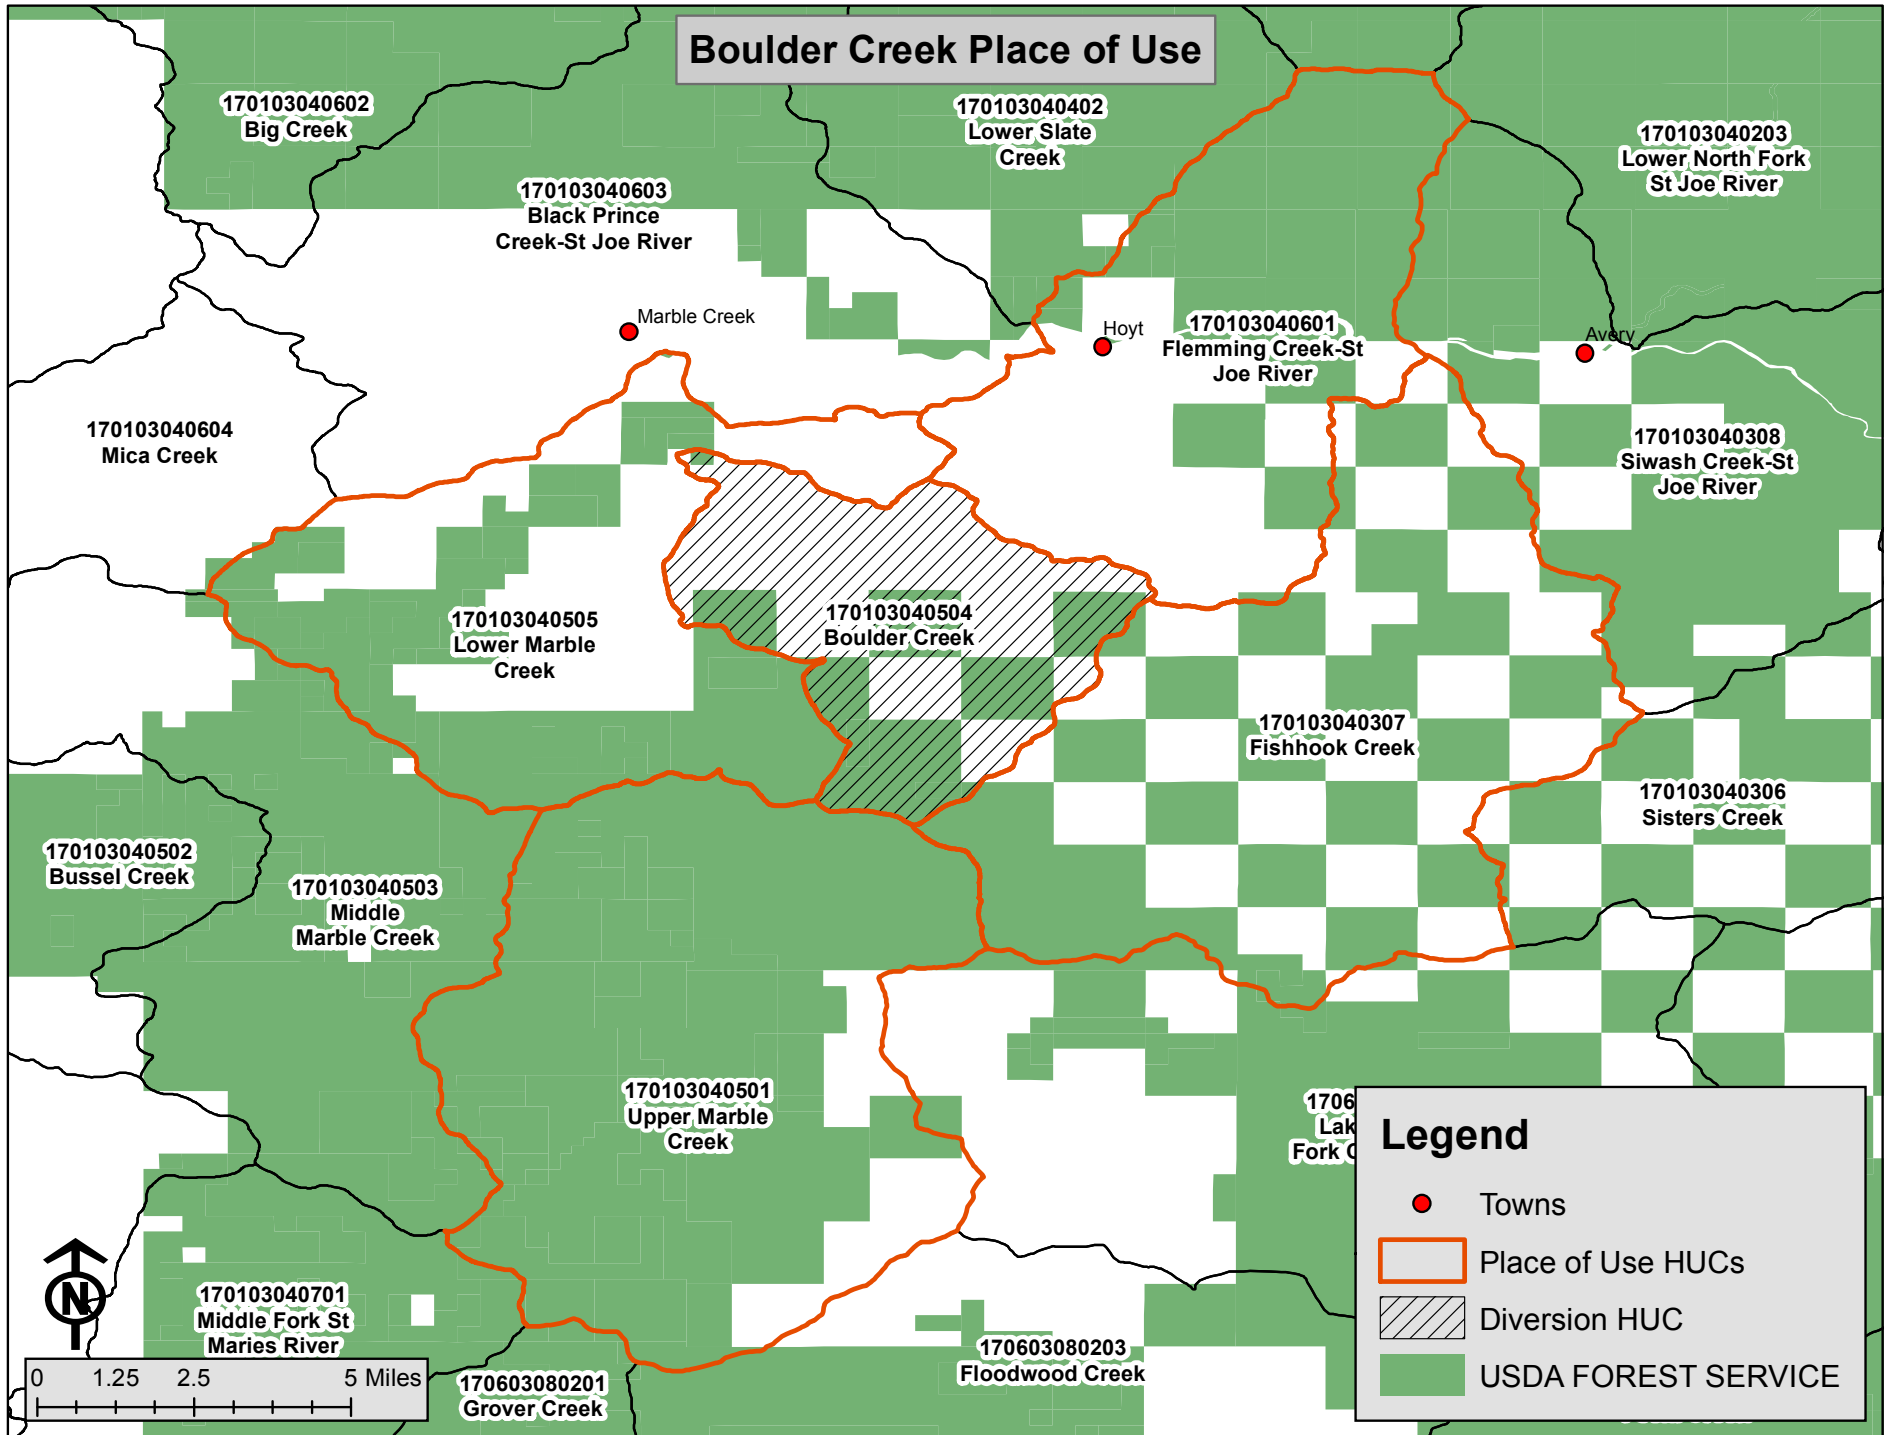 Boulder Creek Place of Use
170103040602
Big Creek
170103040402
Lower Slate
Creek
170103040203
Lower North Fork
St Joe River
170103040603
Black Prince
Creek-St Joe River
Marble Creek
Hoyt
170103040601
Flemming Creek-St
Joe River
Avery
170103040604
Mica Creek
170103040308
Siwash Creek-St
Joe River
170103040505
Lower Marble
Creek
170103040504
Boulder Creek
170103040307
Fishhook Creek
170103040306
Sisters Creek
170103040502
Bussel Creek
170103040503
Middle
Marble Creek
170103040501
Upper Marble
Creek
1706
Lak
Fork
170103040701
Middle Fork St
Maries River
170603080201
Grover Creek
170603080203
Floodwood Creek
Legend
Towns
Place of Use HUCs
Diversion HUC
USDA FOREST SERVICE
N
0 1.25 2.5 5 Miles